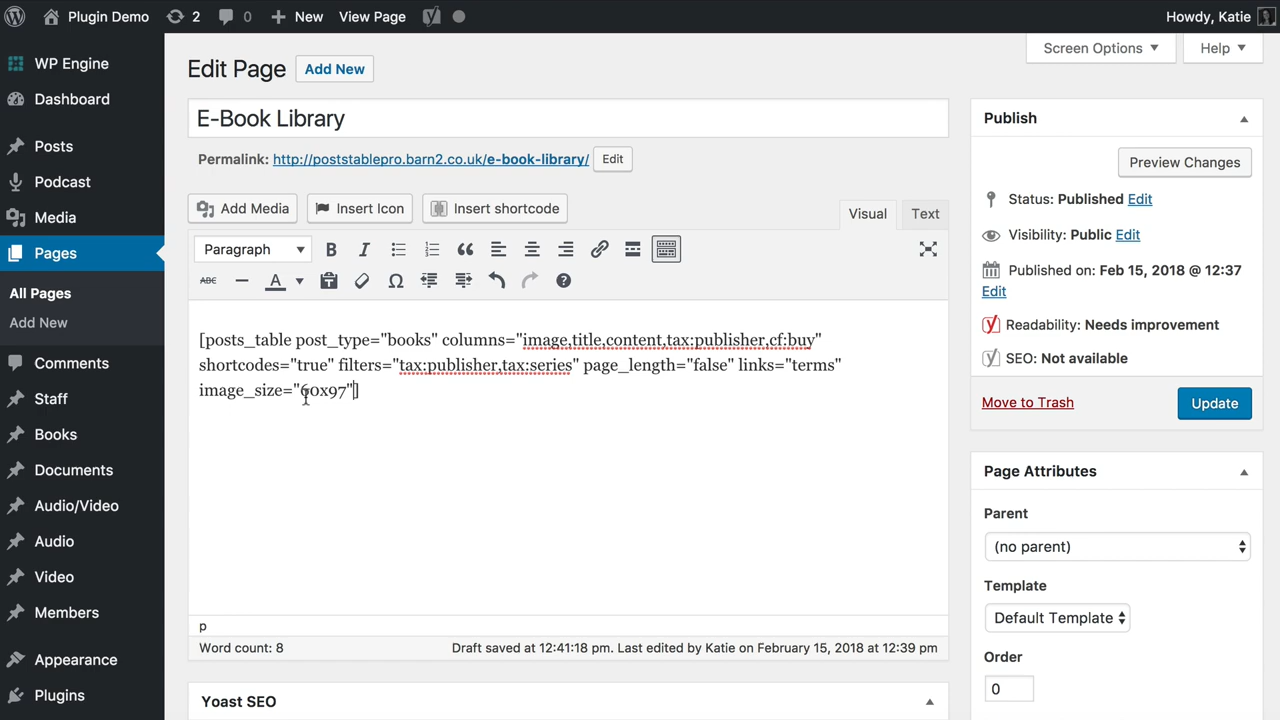 Plugin Demo 2 0 New View Page Howdy, Katie
WP Engine
Dashboard
Posts
Podcast
Media
Pages
All Pages
Add New
Comments
Staff
Books
Documents
Audio/Video
Audio
Video
Members
Appearance
Plugins
Screen Options Help
Edit Page Add New
E-Book Library
Permalink: http://poststablepro.barn2.co.uk/e-book-library/ Edit
Add Media Insert Icon Insert shortcode
Visual Text
Paragraph B I
ABC A Ω
[posts_table post_type="books" columns="image,title,content,tax:publisher,cf:buy"
shortcodes="true" filters="tax:publisher,tax:series" page_length="false" links="terms"
image_size="60x97"]
p
Word count: 8 Draft saved at 12:41:18 pm. Last edited by Katie on February 15, 2018 at 12:39 pm
Yoast SEO
Publish
Preview Changes
Status: Published Edit
Visibility: Public Edit
Published on: Feb 15, 2018 @ 12:37
Edit
Readability: Needs improvement
SEO: Not available
Move to Trash Update
Page Attributes
Parent
(no parent)
Template
Default Template
Order
0